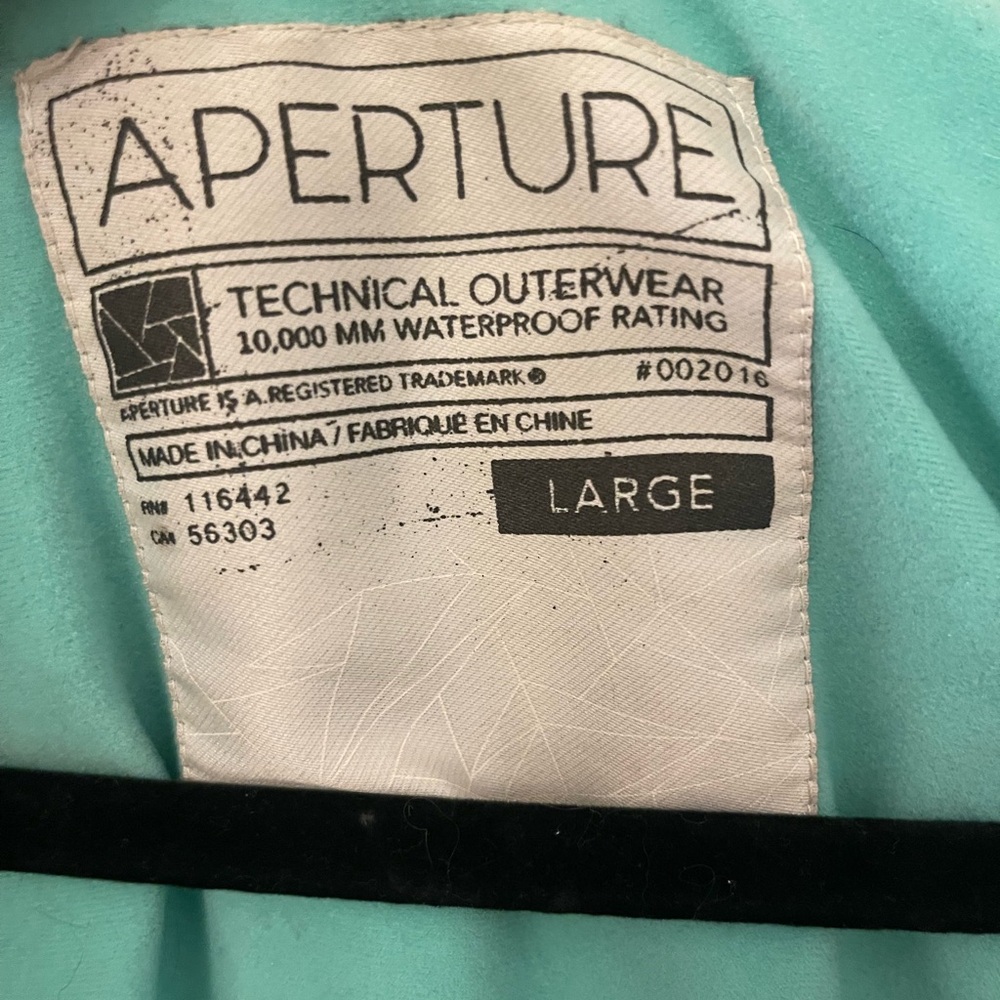 APERTURE
TECHNICAL OUTERWEAR
10,000 MM WATERPROOF RATING
#002016
APERTURE IS A REGISTERED TRADEMARK®
MADE IN CHINA / FABRIQUE EN CHINE
LARGE
RN# 116442
CA# 56303